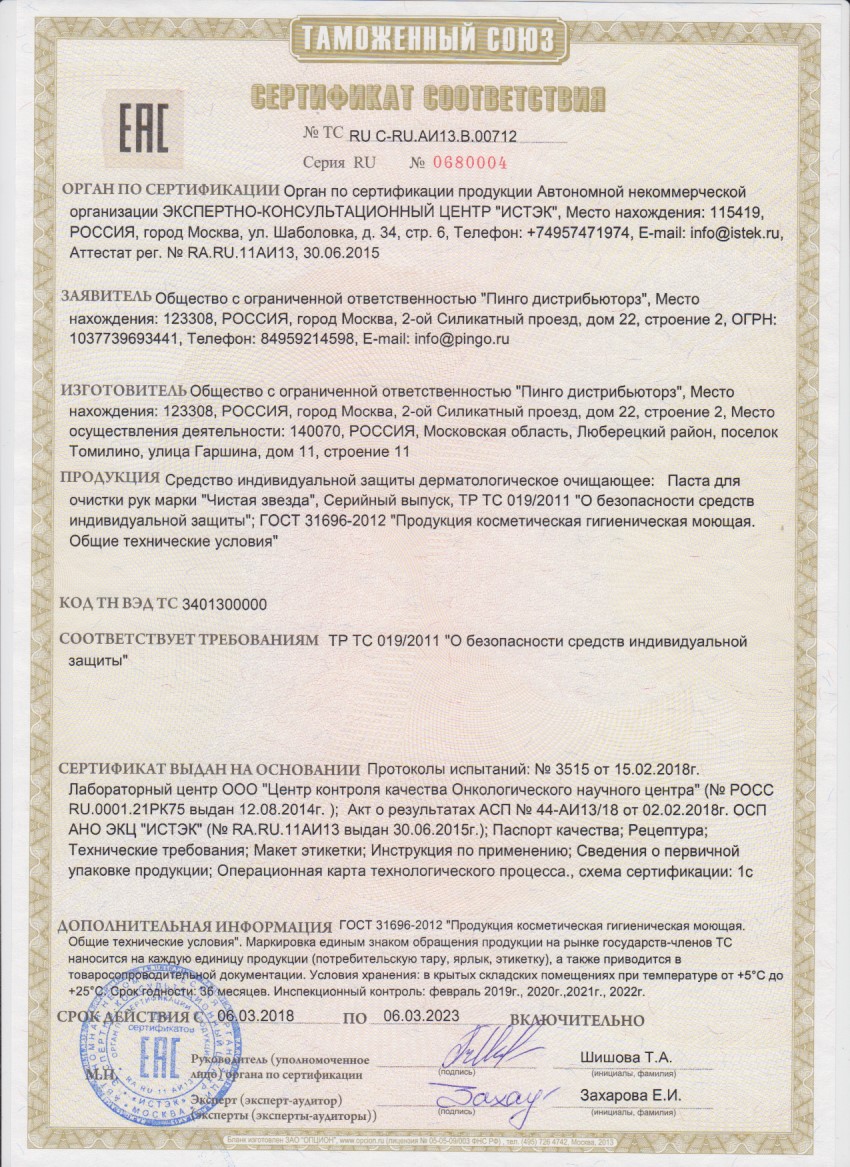 ТАМОЖЕННЫЙ СОЮЗ
СЕРТИФИКАТ СООТВЕТСТВИЯ
ЕАС
№ ТС RU С-RU.АИ13.В.00712
Серия RU № 0680004
ОРГАН ПО СЕРТИФИКАЦИИ Орган по сертификации продукции Автономной некоммерческой
организации ЭКСПЕРТНО-КОНСУЛЬТАЦИОННЫЙ ЦЕНТР "ИСТЭК", Место нахождения: 115419,
РОССИЯ, город Москва, ул. Шаболовка, д. 34, стр. 6, Телефон: +74957471974, E-mail: info@istek.ru,
Аттестат рег. № RA.RU.11АИ13, 30.06.2015
ЗАЯВИТЕЛЬ Общество с ограниченной ответственностью "Пинго дистрибьюторз", Место
нахождения: 123308, РОССИЯ, город Москва, 2-ой Силикатный проезд, дом 22, строение 2, ОГРН:
1037739693441, Телефон: 84959214598, E-mail: info@pingo.ru
ИЗГОТОВИТЕЛЬ Общество с ограниченной ответственностью "Пинго дистрибьюторз", Место
нахождения: 123308, РОССИЯ, город Москва, 2-ой Силикатный проезд, дом 22, строение 2, Место
осуществления деятельности: 140070, РОССИЯ, Московская область, Люберецкий район, поселок
Томилино, улица Гаршина, дом 11, строение 11
ПРОДУКЦИЯ Средство индивидуальной защиты дерматологическое очищающее: Паста для
очистки рук марки "Чистая звезда", Серийный выпуск, ТР ТС 019/2011 "О безопасности средств
индивидуальной защиты"; ГОСТ 31696-2012 "Продукция косметическая гигиеническая моющая.
Общие технические условия"
КОД ТН ВЭД ТС 3401300000
СООТВЕТСТВУЕТ ТРЕБОВАНИЯМ ТР ТС 019/2011 "О безопасности средств индивидуальной
защиты"
СЕРТИФИКАТ ВЫДАН НА ОСНОВАНИИ Протоколы испытаний: № 3515 от 15.02.2018г.
Лабораторный центр ООО "Центр контроля качества Онкологического научного центра" (№ РОСС
RU.0001.21РК75 выдан 12.08.2014г. ); Акт о результатах АСП № 44-АИ13/18 от 02.02.2018г. ОСП
АНО ЭКЦ "ИСТЭК" (№ RA.RU.11АИ13 выдан 30.06.2015г.); Паспорт качества; Рецептура;
Технические требования; Макет этикетки; Инструкция по применению; Сведения о первичной
упаковке продукции; Операционная карта технологического процесса., схема сертификации: 1с
ДОПОЛНИТЕЛЬНАЯ ИНФОРМАЦИЯ ГОСТ 31696-2012 "Продукция косметическая гигиеническая моющая.
Общие технические условия". Маркировка единым знаком обращения продукции на рынке государств-членов ТС
наносится на каждую единицу продукции (потребительскую тару, ярлык, этикетку), а также приводится в
товаросопроводительной документации. Условия хранения: в крытых складских помещениях при температуре от +5°С до
+25°С. Срок годности: 36 месяцев. Инспекционный контроль: февраль 2019г., 2020г.,2021г., 2022г.
СРОК ДЕЙСТВИЯ С 06.03.2018 ПО 06.03.2023 ВКЛЮЧИТЕЛЬНО
сертификатов
ЕАС
RA.RU.11АИ13
«ИСТЭК»
МОСКВА
М.П.
Руководитель (уполномоченное
лицо) органа по сертификации
(подпись)
Шишова Т.А.
(инициалы, фамилия)
Эксперт (эксперт-аудитор)
(эксперты (эксперты-аудиторы))
Захар
(подпись)
Захарова Е.И.
(инициалы, фамилия)
Бланк изготовлен ЗАО "ОПЦИОН", www.opcion.ru (лицензия № 05-05-09/003 ФНС РФ), тел. (495) 726 4742, Москва, 2013